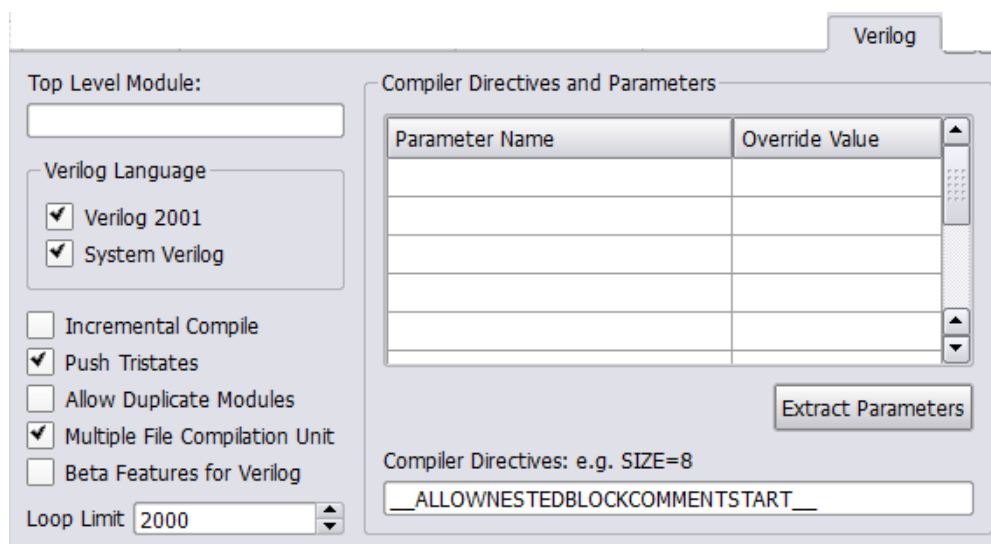 Verilog
Top Level Module:
Verilog Language
Verilog 2001
System Verilog
Incremental Compile
Push Tristates
Allow Duplicate Modules
Multiple File Compilation Unit
Beta Features for Verilog
Loop Limit 2000
Compiler Directives and Parameters
Parameter Name Override Value
Extract Parameters
Compiler Directives: e.g. SIZE=8
__ALLOWNESTEDBLOCKCOMMENTSTART__